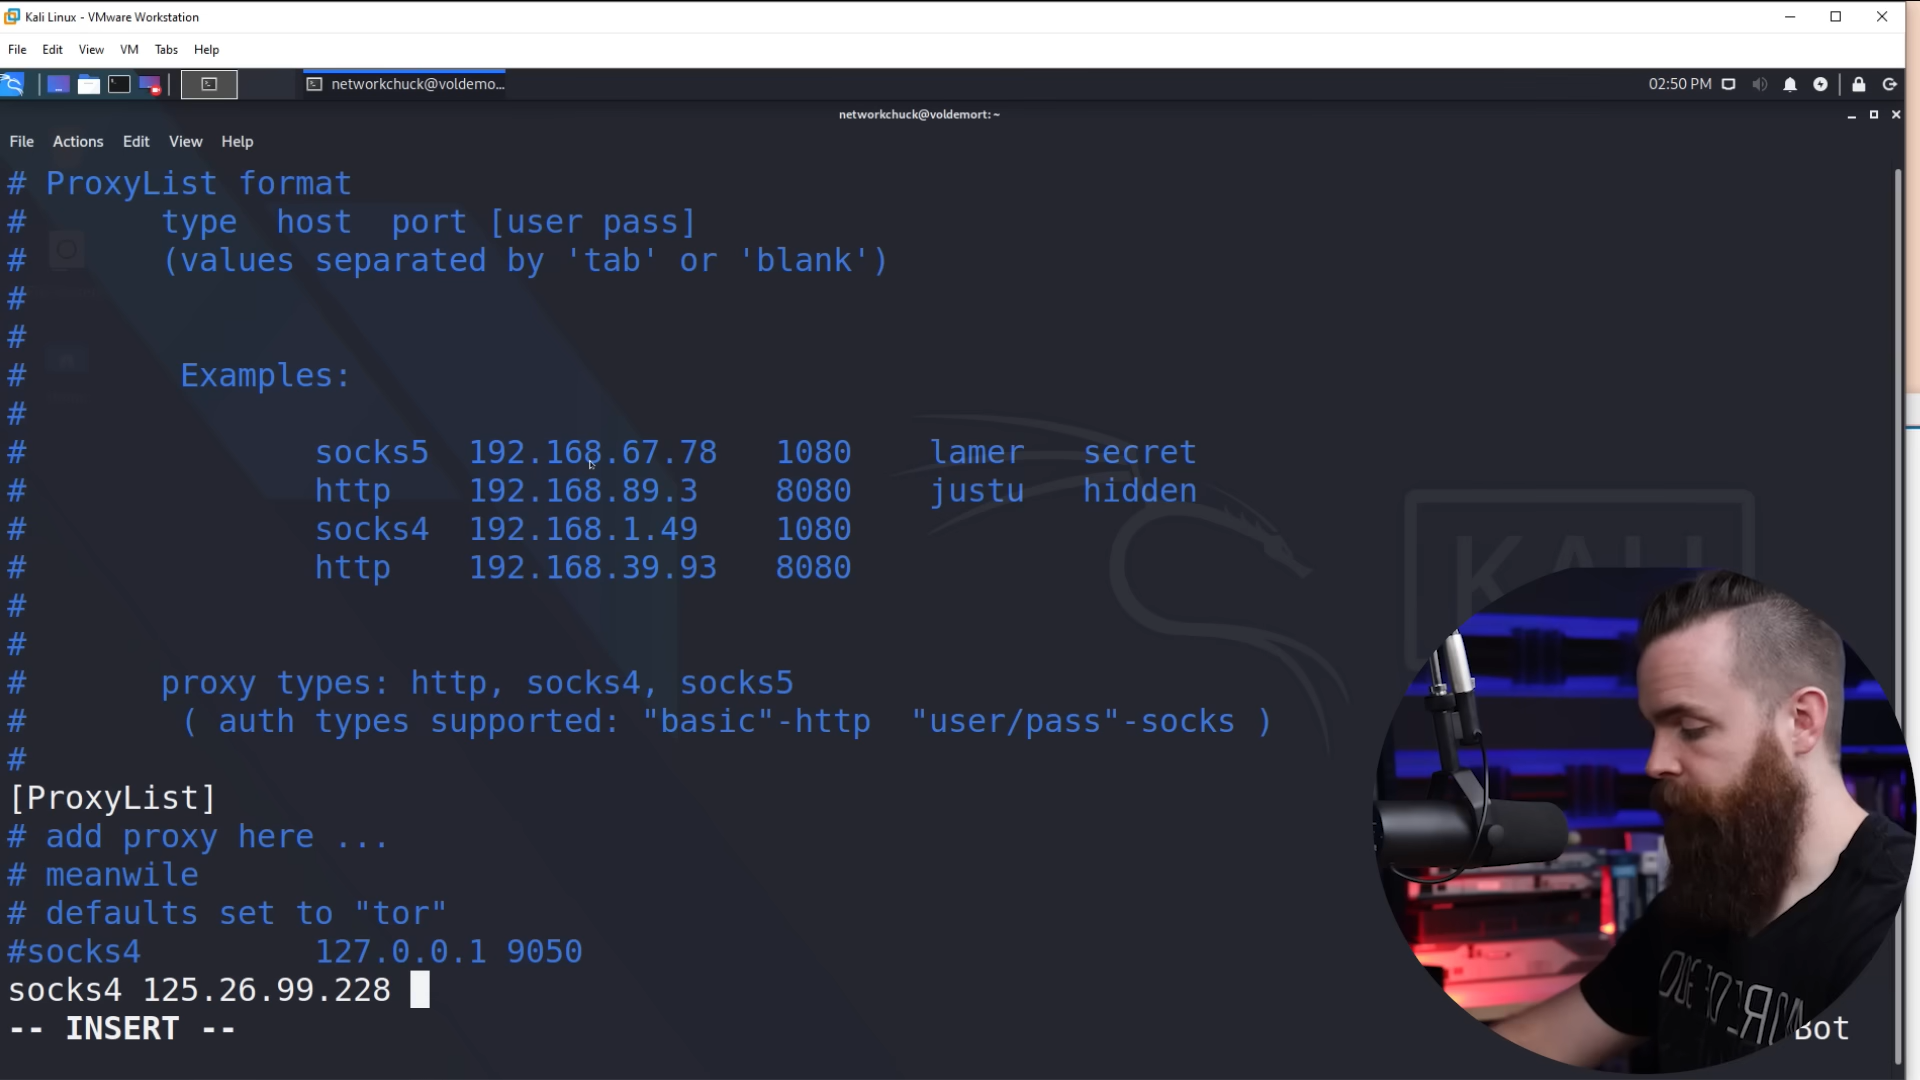 Kali Linux - VMware Workstation
File Edit View VM Tabs Help
networkchuck@voldemo... 02:50 PM
networkchuck@voldemort: ~
File Actions Edit View Help
# ProxyList format
#       type  host  port [user pass]
#       (values separated by 'tab' or 'blank')
#
#
#        Examples:
#
#               socks5  192.168.67.78   1080    lamer   secret
#               http    192.168.89.3    8080    justu   hidden
#               socks4  192.168.1.49    1080
#               http    192.168.39.93   8080
#
#
#       proxy types: http, socks4, socks5
#        ( auth types supported: "basic"-http  "user/pass"-socks )
#
[ProxyList]
# add proxy here ...
# meanwile
# defaults set to "tor"
#socks4         127.0.0.1 9050
socks4 125.26.99.228
-- INSERT -- Bot
KALI